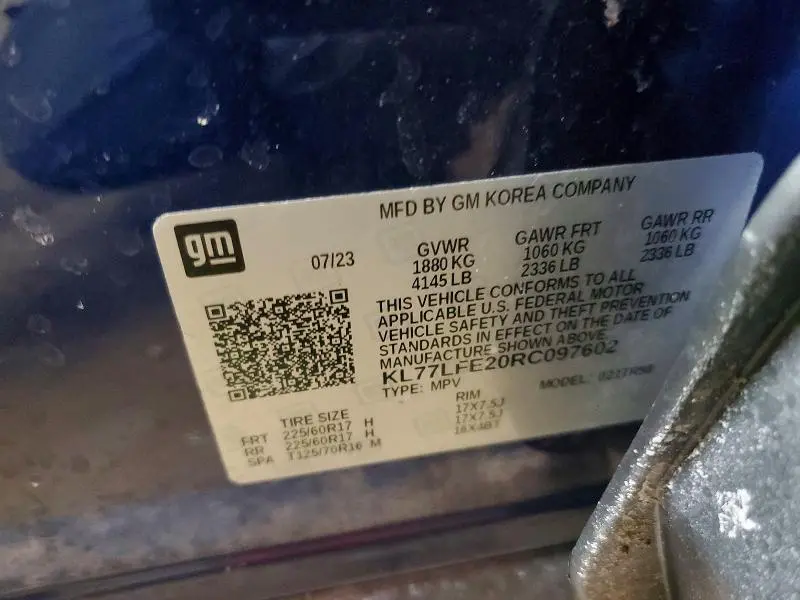 gm
MFD BY GM KOREA COMPANY
07/23
GVWR GAWR FRT GAWR RR
1880 KG 1060 KG 1060 KG
4145 LB 2336 LB 2336 LB
THIS VEHICLE CONFORMS TO ALL
APPLICABLE U.S. FEDERAL MOTOR
VEHICLE SAFETY AND THEFT PREVENTION
STANDARDS IN EFFECT ON THE DATE OF
MANUFACTURE SHOWN ABOVE.
KL77LFE20RC097602
TYPE: MPV MODEL:
TIRE SIZE RIM
FRT 225/60R17 H 17X7.5J
RR 225/60R17 H 17X7.5J
SPA T125/70R16 M 16X4BT